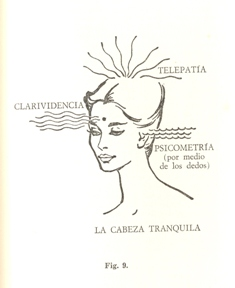 TELEPATÍA
CLARIVIDENCIA
PSICOMETRÍA
(por medio
de los dedos)
LA CABEZA TRANQUILA
Fig. 9.